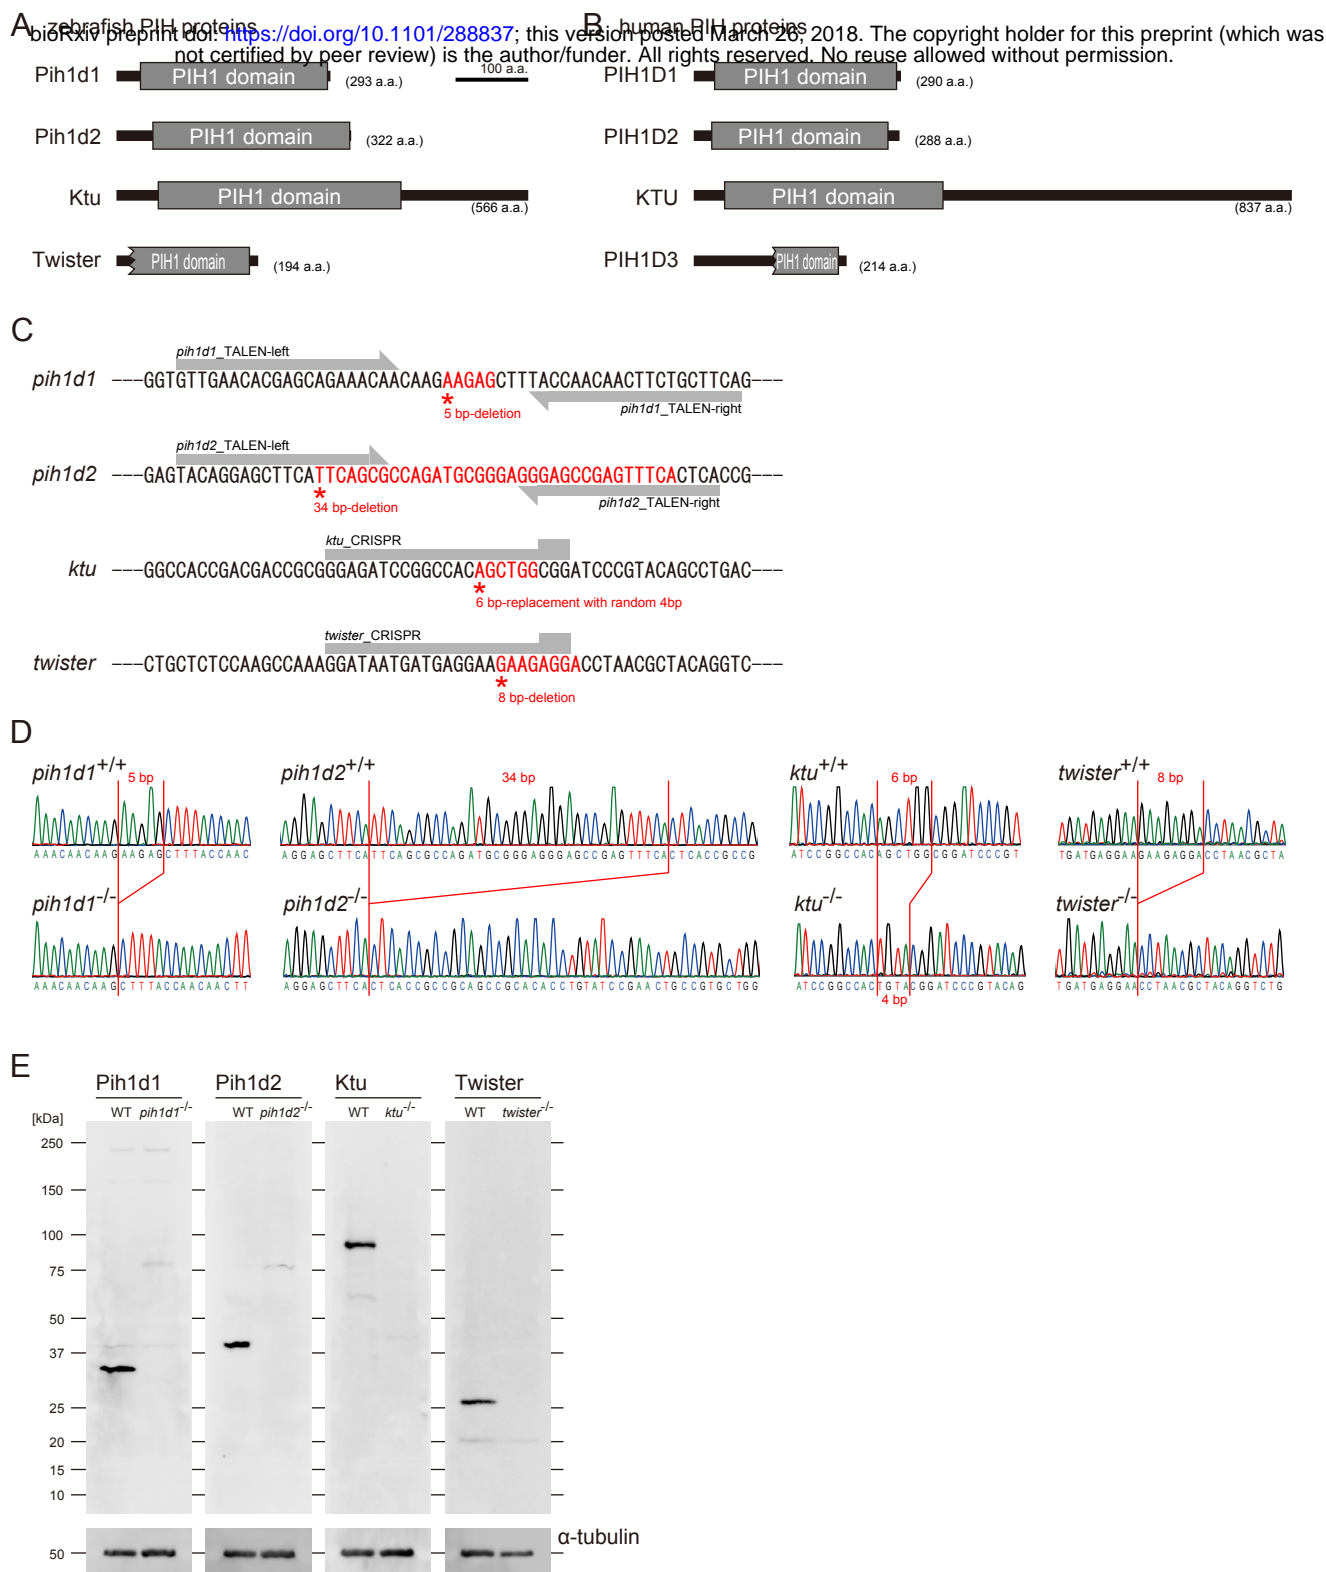 A zebrafish PIH proteins
B human PIH proteins
bioRxiv preprint doi: https://doi.org/10.1101/288837; this version posted March 26, 2018. The copyright holder for this preprint (which was
not certified by peer review) is the author/funder. All rights reserved. No reuse allowed without permission.
Pih1d1 PIH1 domain (293 a.a.) 100 a.a.
PIH1D1 PIH1 domain (290 a.a.)
Pih1d2 PIH1 domain (322 a.a.)
PIH1D2 PIH1 domain (288 a.a.)
Ktu PIH1 domain (566 a.a.)
KTU PIH1 domain (837 a.a.)
Twister PIH1 domain (194 a.a.)
PIH1D3 PIH1 domain (214 a.a.)
C
pih1d1_TALEN-left
pih1d1 ---GGTGTTGAACACGAGCAGAAACAACAAGAAGAGCTTTACCAACAACTTCTGCTTCAG---
* 5 bp-deletion
pih1d1_TALEN-right
pih1d2_TALEN-left
pih1d2 ---GAGTACAGGAGCTTCATTCAGCGCCAGATGCGGGAGGGAGCCGAGTTTCACTCACCG---
* 34 bp-deletion
pih1d2_TALEN-right
ktu_CRISPR
ktu ---GGCCACCGACGACCGCGGGAGATCCGGCCACAGCTGGCGGATCCCGTACAGCCTGAC---
* 6 bp-replacement with random 4bp
twister_CRISPR
twister ---CTGCTCTCCAAGCCAAAGGATAATGATGAGGAAGAAGAGGACCTAACGCTACAGGTC---
* 8 bp-deletion
D
pih1d1+/+ 5 bp
pih1d2+/+ 34 bp
ktu+/+ 6 bp
twister+/+ 8 bp
AAACAACAAGAAGAGCTTTACCAAC
AGGAGCTTCATTCAGCGCCAGATGCGGGAGGGAGCCGAGTTTCACTCACCGCCG
ATCCGGCCACAGCTGGCGGATCCCGT
TGATGAGGAAGAAGAGGACCTAACGCTA
pih1d1-/-
pih1d2-/-
ktu-/-
twister-/-
AAACAACAAGCTTTACCAACAACTT
AGGAGCTTCACTCACCGCCGCAGCCGCACACCTGTATCCGAACTGCCGTGCTGG
ATCCGGCCACTGTACGGATCCCGTACAG
TGATGAGGAACCTAACGCTACAGGTCTG
4 bp
E
Pih1d1 Pih1d2 Ktu Twister
[kDa] WT pih1d1-/- WT pih1d2-/- WT ktu-/- WT twister-/-
250
150
100
75
50
37
25
20
15
10
50
α-tubulin